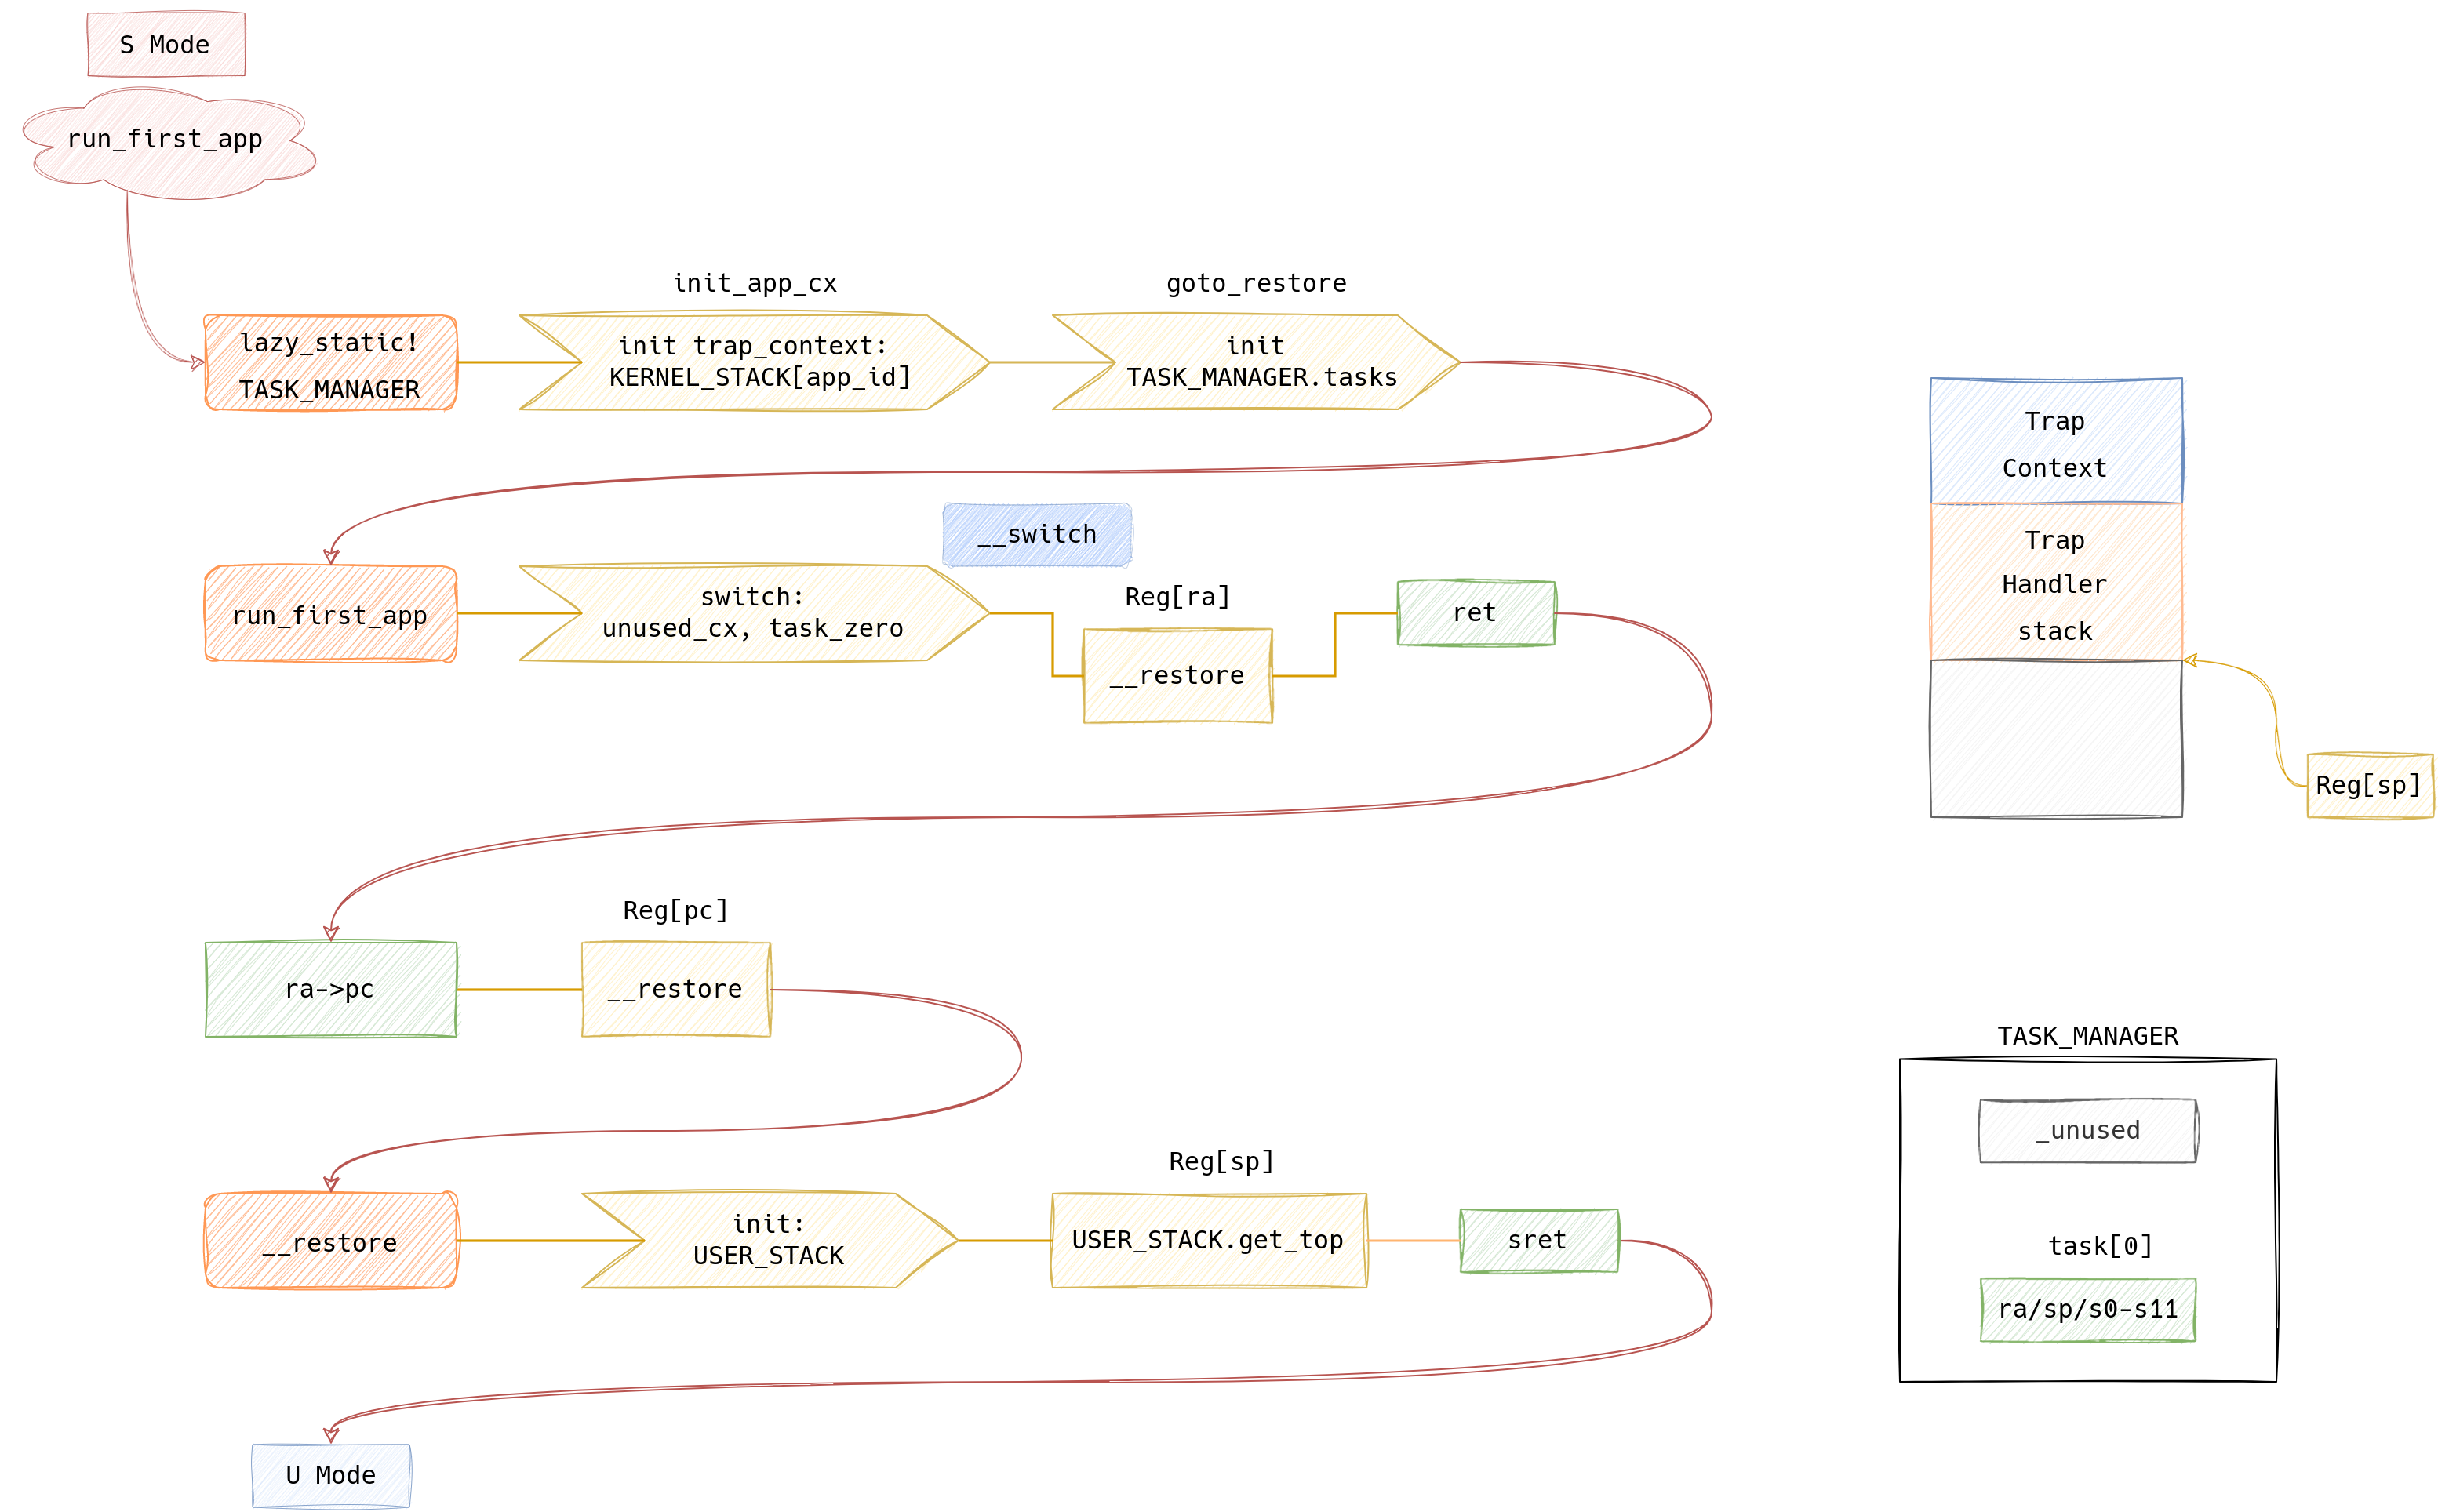 S Mode
run_first_app
init_app_cx
goto_restore
lazy_static!
TASK_MANAGER
init trap_context:
KERNEL_STACK[app_id]
init
TASK_MANAGER.tasks
Trap
Context
Trap
Handler
stack
__switch
run_first_app
switch:
unused_cx, task_zero
Reg[ra]
__restore
ret
Reg[sp]
Reg[pc]
ra->pc
__restore
TASK_MANAGER
_unused
task[0]
ra/sp/s0-s11
Reg[sp]
__restore
init:
USER_STACK
USER_STACK.get_top
sret
U Mode